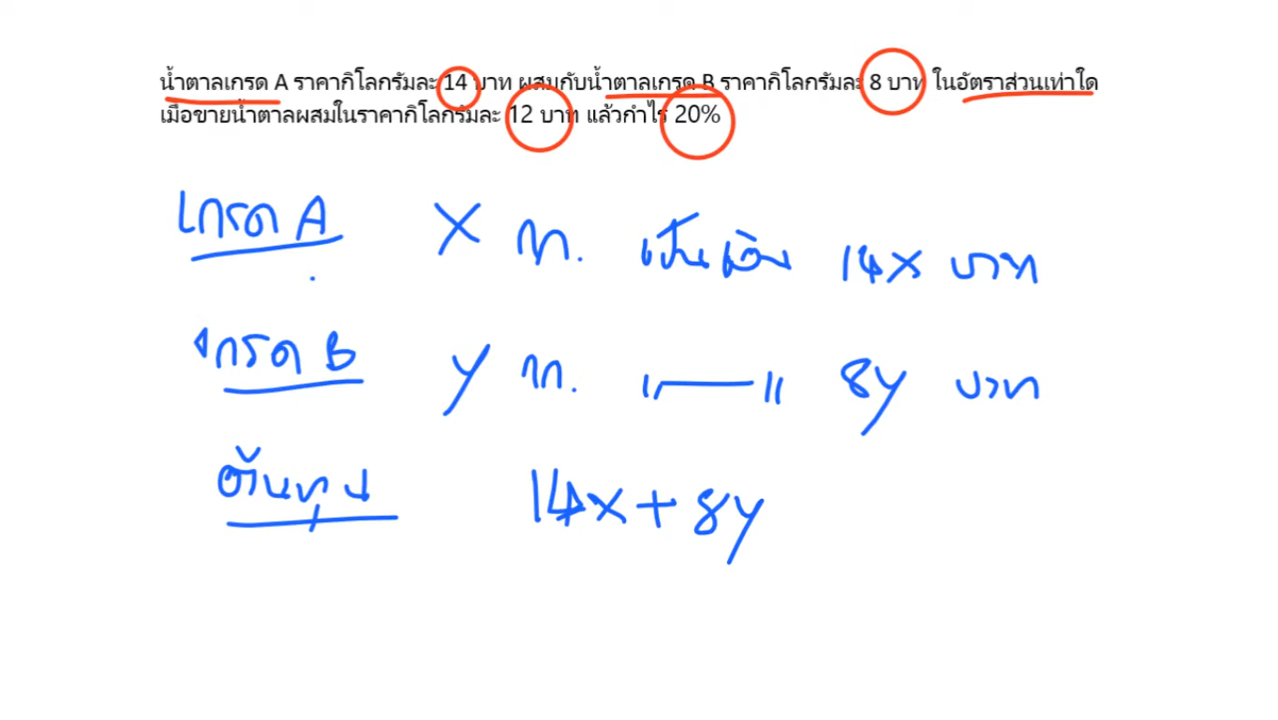 น้ำตาลเกรด A ราคากิโลกรัมละ 14 บาท ผสมกับน้ำตาลเกรด B ราคากิโลกรัมละ 8 บาท ในอัตราส่วนเท่าใด
เมื่อขายน้ำตาลผสมในราคากิโลกรัมละ 12 บาท แล้วกำไร 20%
เกรด A X กก. เป็นเงิน 14x บาท
เกรด B y กก. "—" 8y บาท
ต้นทุน 14x + 8y